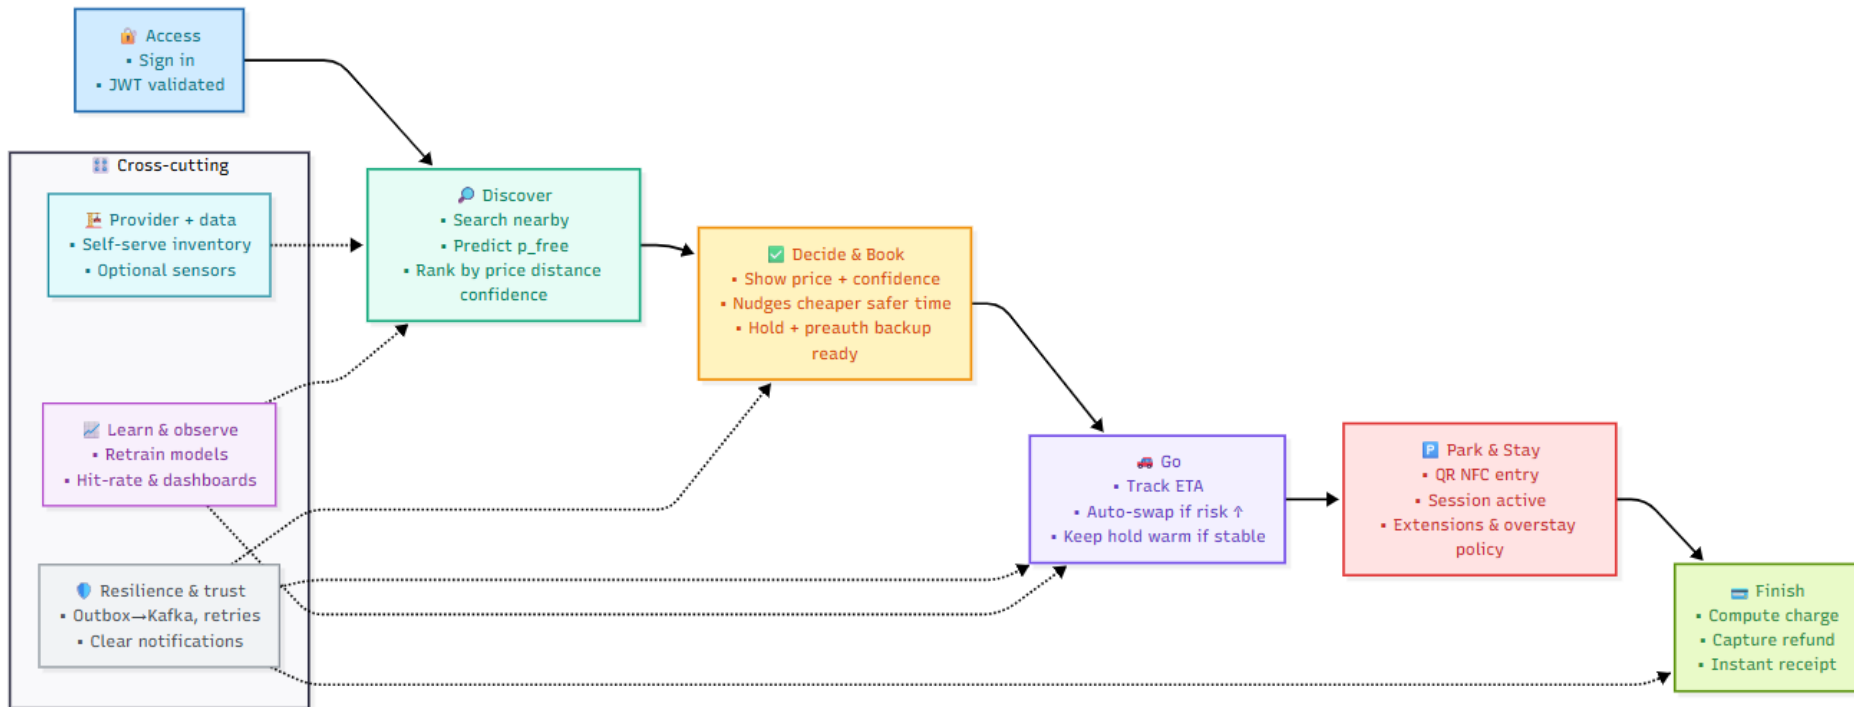 Access
▪ Sign in
▪ JWT validated
Cross-cutting
Provider + data
▪ Self-serve inventory
▪ Optional sensors
Learn & observe
▪ Retrain models
▪ Hit-rate & dashboards
Resilience & trust
▪ Outbox→Kafka, retries
▪ Clear notifications
Discover
▪ Search nearby
▪ Predict p_free
▪ Rank by price distance
confidence
Decide & Book
▪ Show price + confidence
▪ Nudges cheaper safer time
▪ Hold + preauth backup
ready
Go
▪ Track ETA
▪ Auto-swap if risk ↑
▪ Keep hold warm if stable
Park & Stay
▪ QR NFC entry
▪ Session active
▪ Extensions & overstay
policy
Finish
▪ Compute charge
▪ Capture refund
▪ Instant receipt